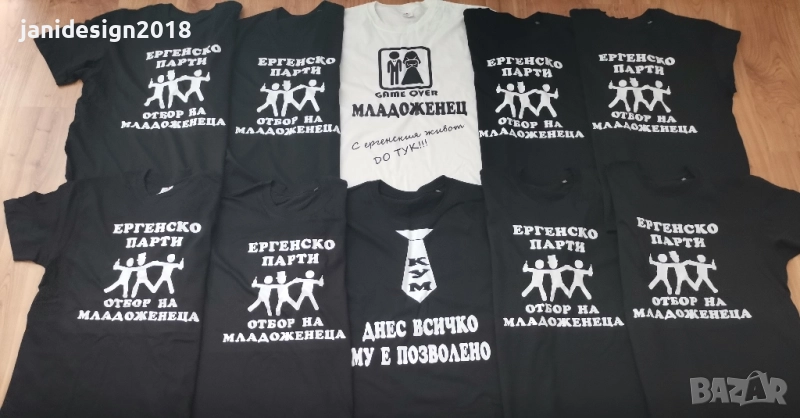 janidesign2018
ЕРГЕНСКО
ПАРТИ
ОТБОР НА
МЛАДОЖЕНЕЦА
ЕРГЕНСКО
ПАРТИ
ОТБОР НА
МЛАДОЖЕНЕЦА
GAME OVER
МЛАДОЖЕНЕЦ
С ергенския живот
ДО ТУК!!!
ЕРГЕНСКО
ПАРТИ
ОТБОР НА
МЛАДОЖЕНЕЦА
ЕРГЕНСКО
ПАРТИ
ОТБОР НА
МЛАДОЖЕНЕЦА
ЕРГЕНСКО
ПАРТИ
ОТБОР НА
МЛАДОЖЕНЕЦА
ЕРГЕНСКО
ПАРТИ
ОТБОР НА
МЛАДОЖЕНЕЦА
КУМ
ДНЕС ВСИЧКО
МУ Е ПОЗВОЛЕНО
ЕРГЕНСКО
ПАРТИ
ОТБОР НА
МЛАДОЖЕНЕЦА
ЕРГЕНСКО
ПАРТИ
ОТБОР НА
МЛАДОЖЕНЕЦА
BAZAR